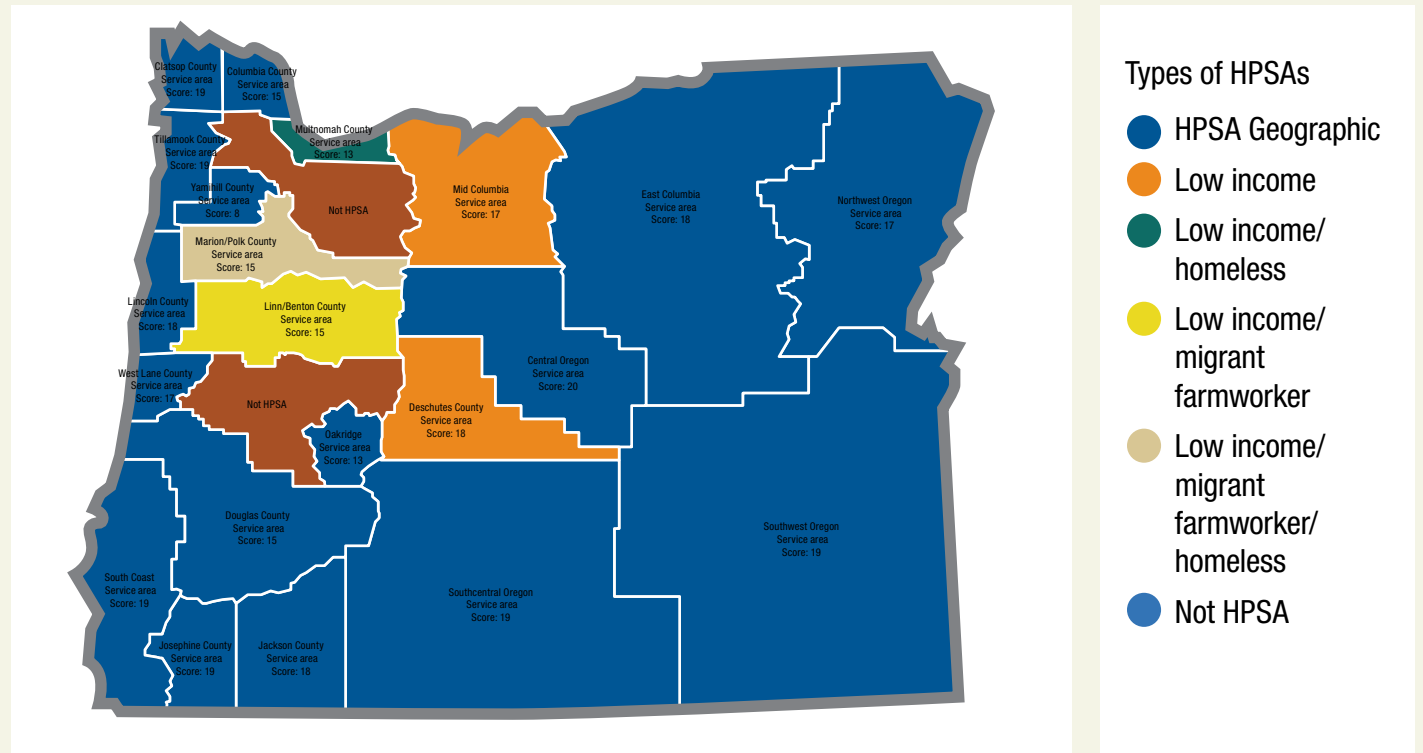 Clatsop County
Service area
Score: 19
Columbia County
Service area
Score: 15
Tillamook County
Service area
Score: 19
Multnomah County
Service area
Score: 13
Yamihill County
Service area
Score: 8
Not HPSA
Mid Columbia
Service area
Score: 17
East Columbia
Service area
Score: 18
Northwest Oregon
Service area
Score: 17
Marion/Polk County
Service area
Score: 15
Lincoln County
Service area
Score: 18
Linn/Benton County
Service area
Score: 15
West Lane County
Service area
Score: 17
Not HPSA
Central Oregon
Service area
Score: 20
Deschutes County
Service area
Score: 18
Oakridge
Service area
Score: 13
Douglas County
Service area
Score: 15
Southwest Oregon
Service area
Score: 19
South Coast
Service area
Score: 19
Southcentral Oregon
Service area
Score: 19
Josephine County
Service area
Score: 19
Jackson County
Service area
Score: 18
Types of HPSAs
HPSA Geographic
Low income
Low income/
homeless
Low income/
migrant
farmworker
Low income/
migrant
farmworker/
homeless
Not HPSA